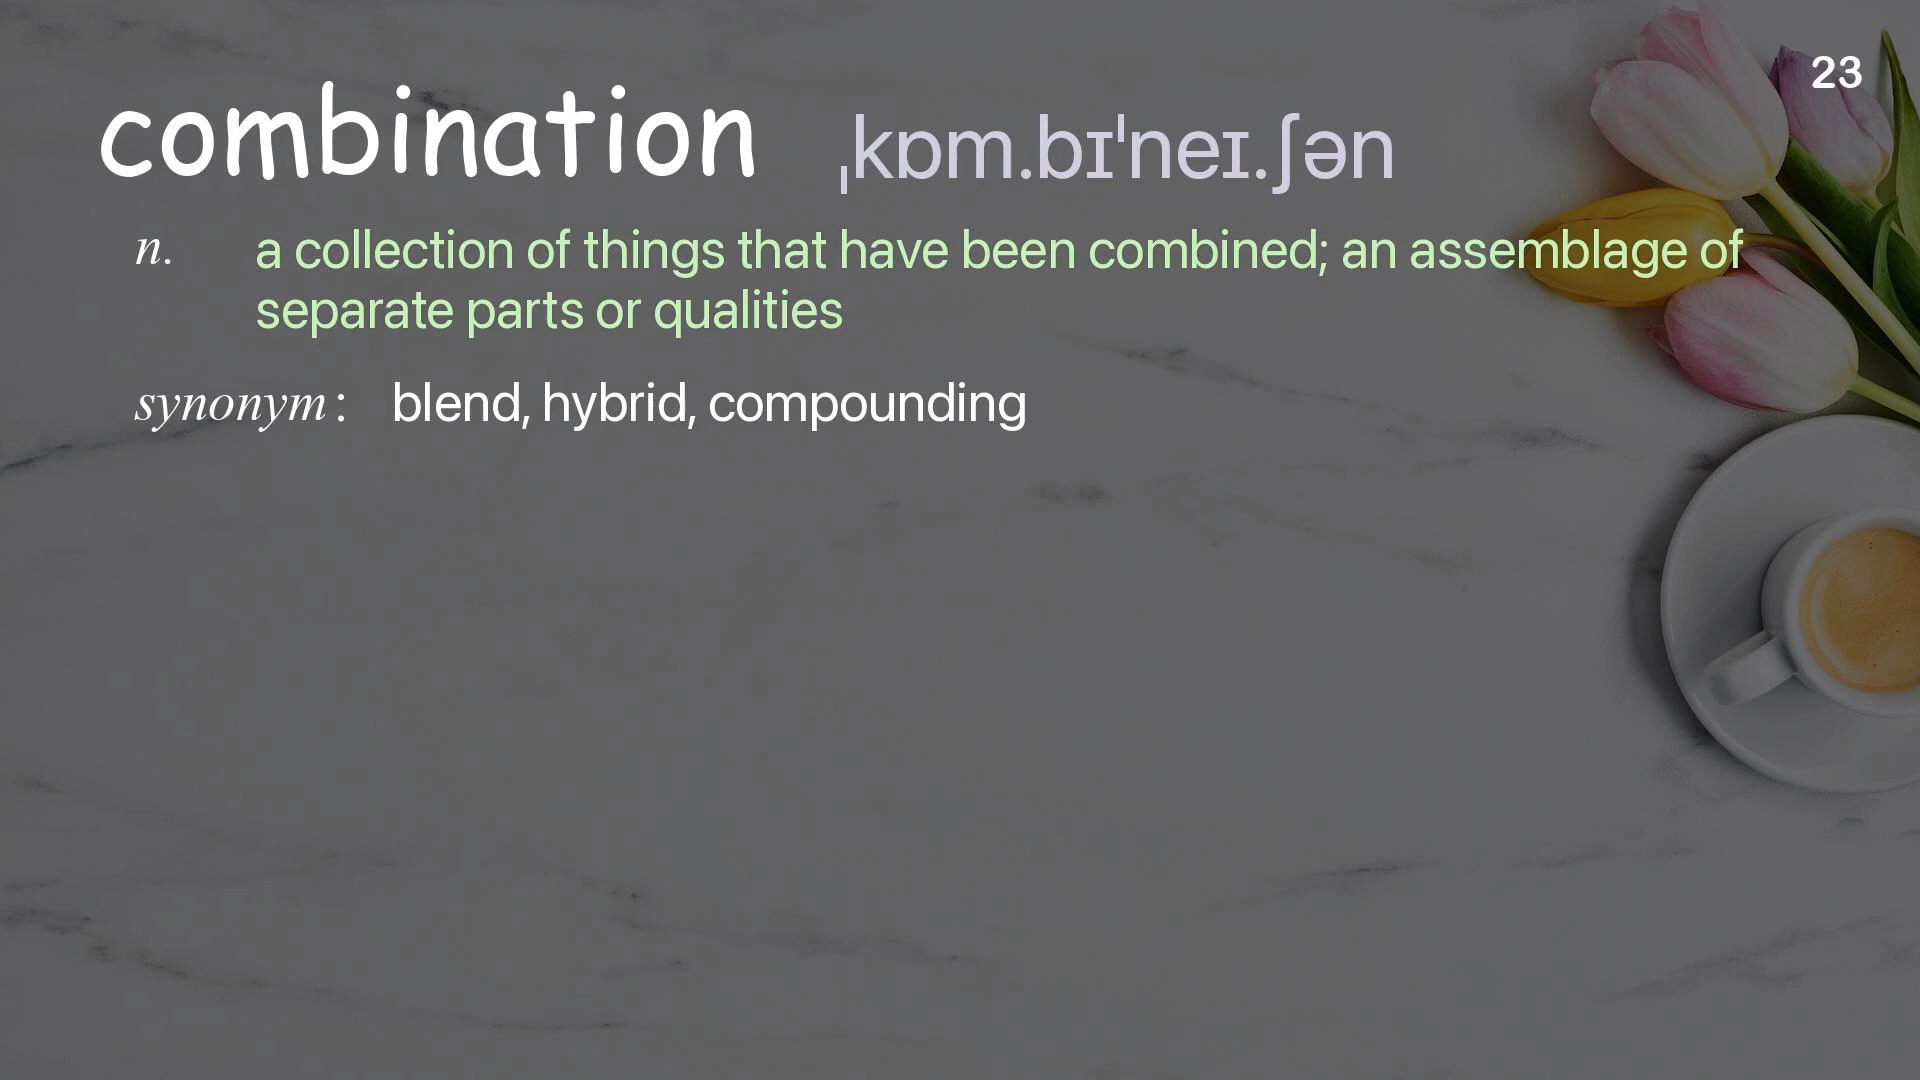 23
combination ˌkɒm.bɪˈneɪ.ʃən
n. a collection of things that have been combined; an assemblage of
separate parts or qualities
synonym : blend, hybrid, compounding